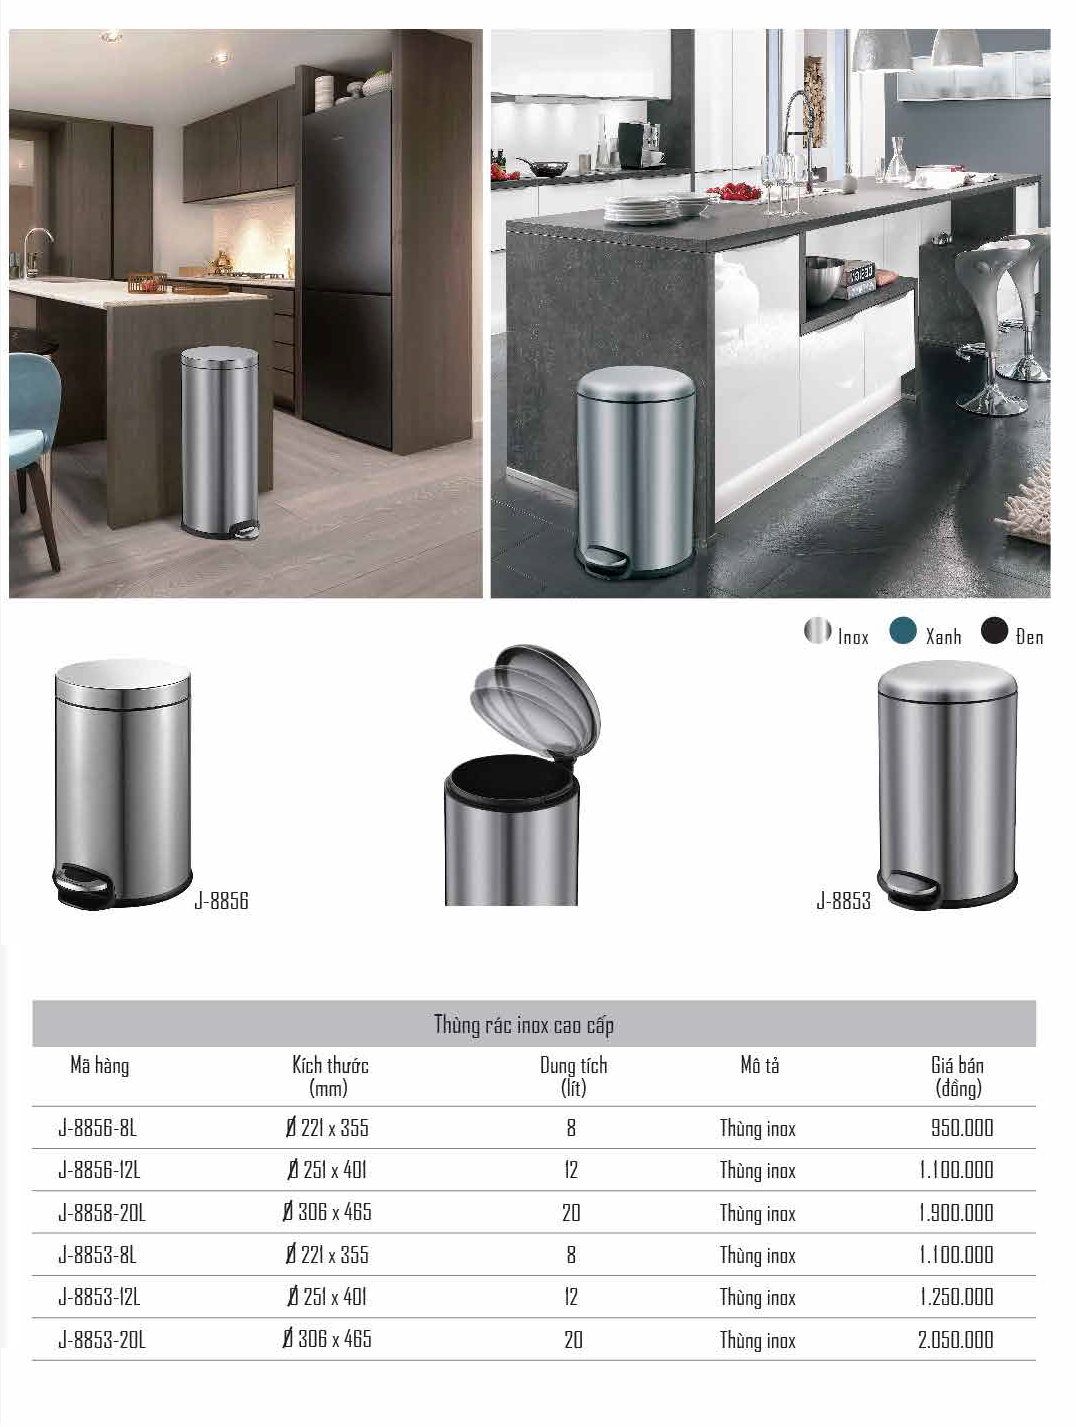 Inox Xanh Đen
J-8856
J-8853
Thùng rác inox cao cấp
Mã hàng Kích thước (mm) Dung tích (lít) Mô tả Giá bán (đồng)
J-8856-8L Ø 221 x 355 8 Thùng inox 950.000
J-8856-12L Ø 251 x 401 12 Thùng inox 1.100.000
J-8858-20L Ø 306 x 465 20 Thùng inox 1.900.000
J-8853-8L Ø 221 x 355 8 Thùng inox 1.100.000
J-8853-12L Ø 251 x 401 12 Thùng inox 1.250.000
J-8853-20L Ø 306 x 465 20 Thùng inox 2.050.000